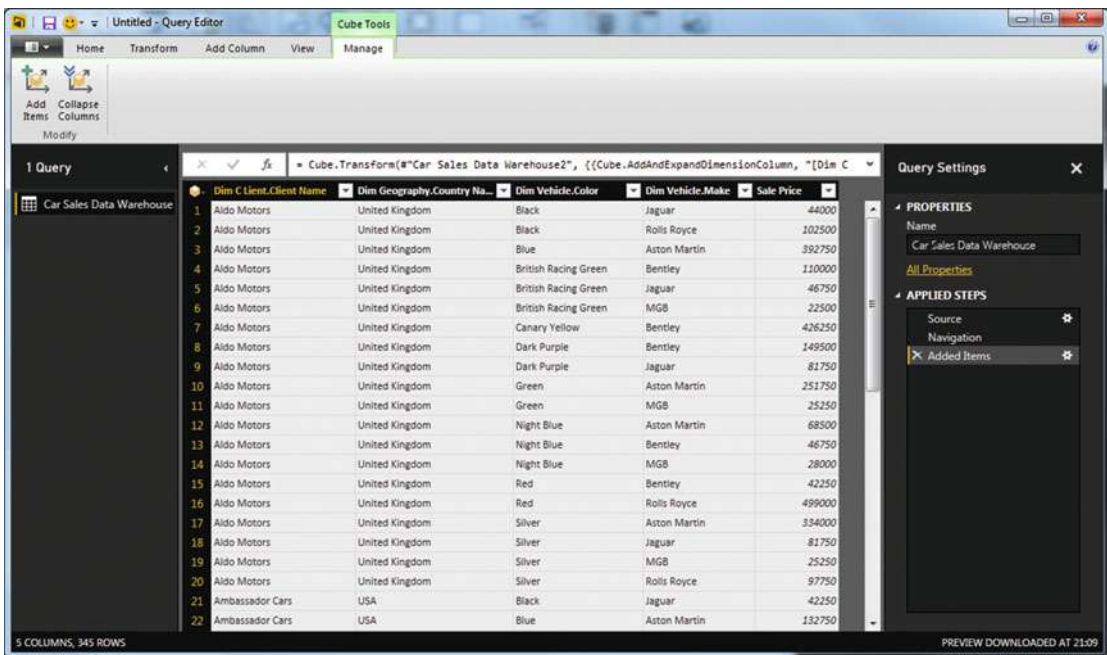 Untitled - Query Editor
Cube Tools
Home Transform Add Column View Manage
Add Items
Collapse Columns
Modify
1 Query
Car Sales Data Warehouse
fx = Cube.Transform(#"Car Sales Data Warehouse2", {{Cube.AddAndExpandDimensionColumn, "[Dim C
Dim C Lient.Client Name Dim Geography.Country Na... Dim Vehicle.Color Dim Vehicle.Make Sale Price
1 Aldo Motors United Kingdom Black Jaguar 44000
2 Aldo Motors United Kingdom Black Rolls Royce 102500
3 Aldo Motors United Kingdom Blue Aston Martin 392750
4 Aldo Motors United Kingdom British Racing Green Bentley 110000
5 Aldo Motors United Kingdom British Racing Green Jaguar 46750
6 Aldo Motors United Kingdom British Racing Green MGB 22500
7 Aldo Motors United Kingdom Canary Yellow Bentley 426250
8 Aldo Motors United Kingdom Dark Purple Bentley 149500
9 Aldo Motors United Kingdom Dark Purple Jaguar 81750
10 Aldo Motors United Kingdom Green Aston Martin 251750
11 Aldo Motors United Kingdom Green MGB 25250
12 Aldo Motors United Kingdom Night Blue Aston Martin 68500
13 Aldo Motors United Kingdom Night Blue Bentley 46750
14 Aldo Motors United Kingdom Night Blue MGB 28000
15 Aldo Motors United Kingdom Red Bentley 42250
16 Aldo Motors United Kingdom Red Rolls Royce 499000
17 Aldo Motors United Kingdom Silver Aston Martin 334000
18 Aldo Motors United Kingdom Silver Jaguar 81750
19 Aldo Motors United Kingdom Silver MGB 25250
20 Aldo Motors United Kingdom Silver Rolls Royce 97750
21 Ambassador Cars USA Black Jaguar 42250
22 Ambassador Cars USA Blue Aston Martin 132750
Query Settings
PROPERTIES
Name
Car Sales Data Warehouse
All Properties
APPLIED STEPS
Source
Navigation
Added Items
5 COLUMNS, 345 ROWS
PREVIEW DOWNLOADED AT 21:09